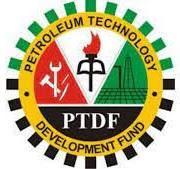 PETROLEUM TECHNOLOGY
PTDF
DEVELOPMENT FUND